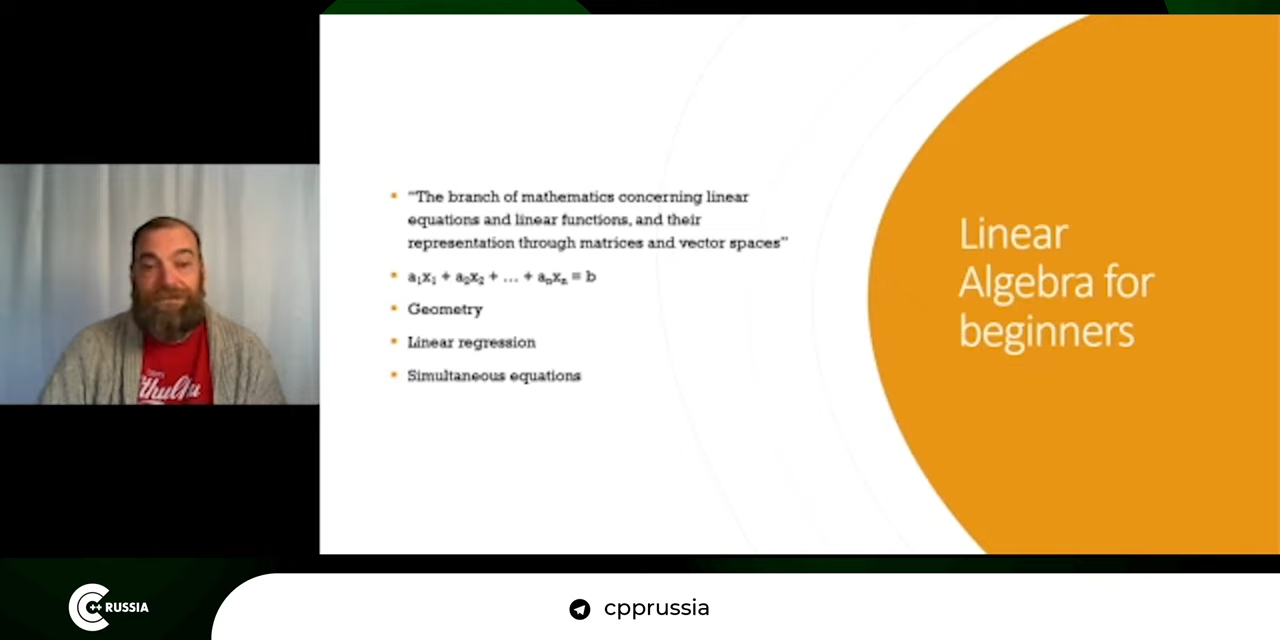 “The branch of mathematics concerning linear
equations and linear functions, and their
representation through matrices and vector spaces”
a₁x₁ + a₂x₂ + … + aₙxₙ = b
Geometry
Linear regression
Simultaneous equations
Linear
Algebra for
beginners
C++ RUSSIA
cpprussia